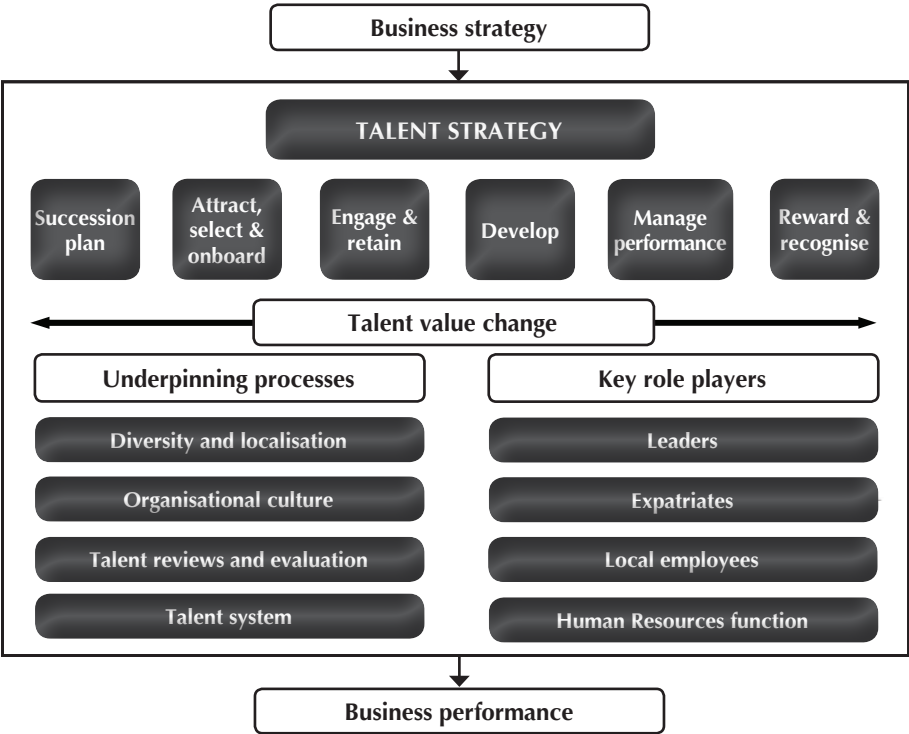 Business strategy
TALENT STRATEGY
Succession
plan
Attract,
select &
onboard
Engage &
retain
Develop
Manage
performance
Reward &
recognise
Talent value change
Underpinning processes
Diversity and localisation
Organisational culture
Talent reviews and evaluation
Talent system
Key role players
Leaders
Expatriates
Local employees
Human Resources function
Business performance